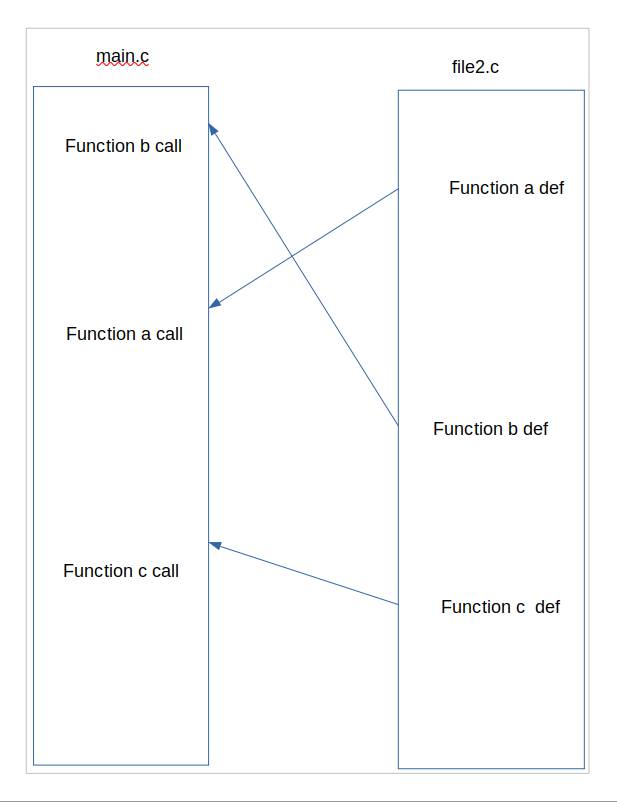 main.c
file2.c
Function b call
Function a def
Function a call
Function b def
Function c call
Function c  def